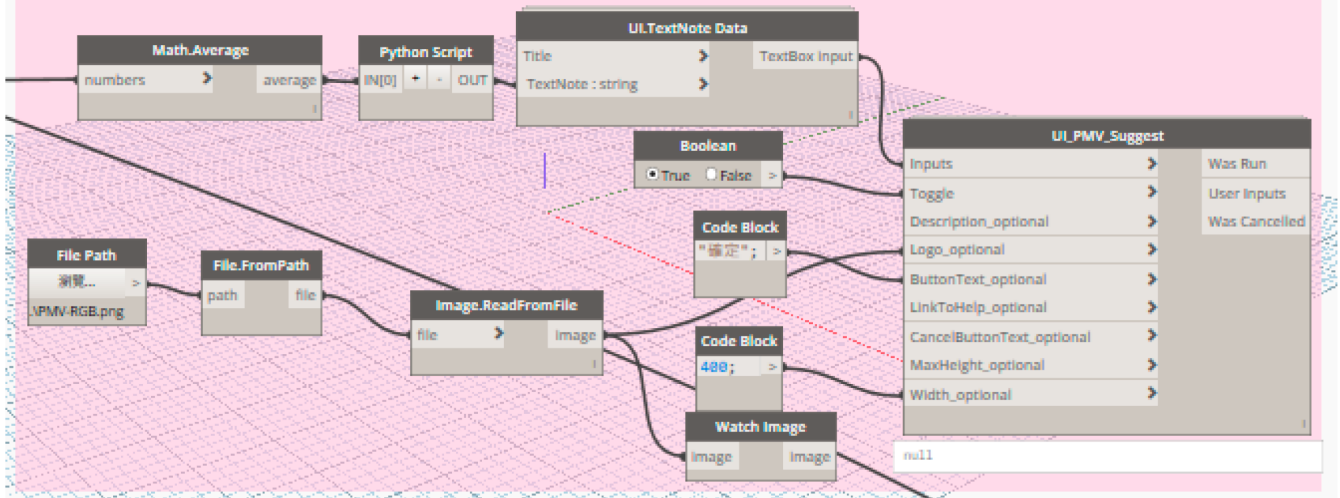 Math.Average
numbers > average
I
Python Script
IN[0] + - OUT
UI.TextNote Data
Title > TextBox input
TextNote : string >
I
Boolean
True False >
UI_PMV_Suggest
Inputs > Was Run
Toggle > User Inputs
Description_optional > Was Cancelled
Logo_optional >
ButtonText_optional >
LinkToHelp_optional >
CancelButtonText_optional >
MaxHeight_optional >
Width_optional >
I
null
Code Block
"確定"; >
File Path
瀏覽... >
.\PMV-RGB.png
File.FromPath
path file
Image.ReadFromFile
file > image
I
Code Block
400; >
Watch Image
image image